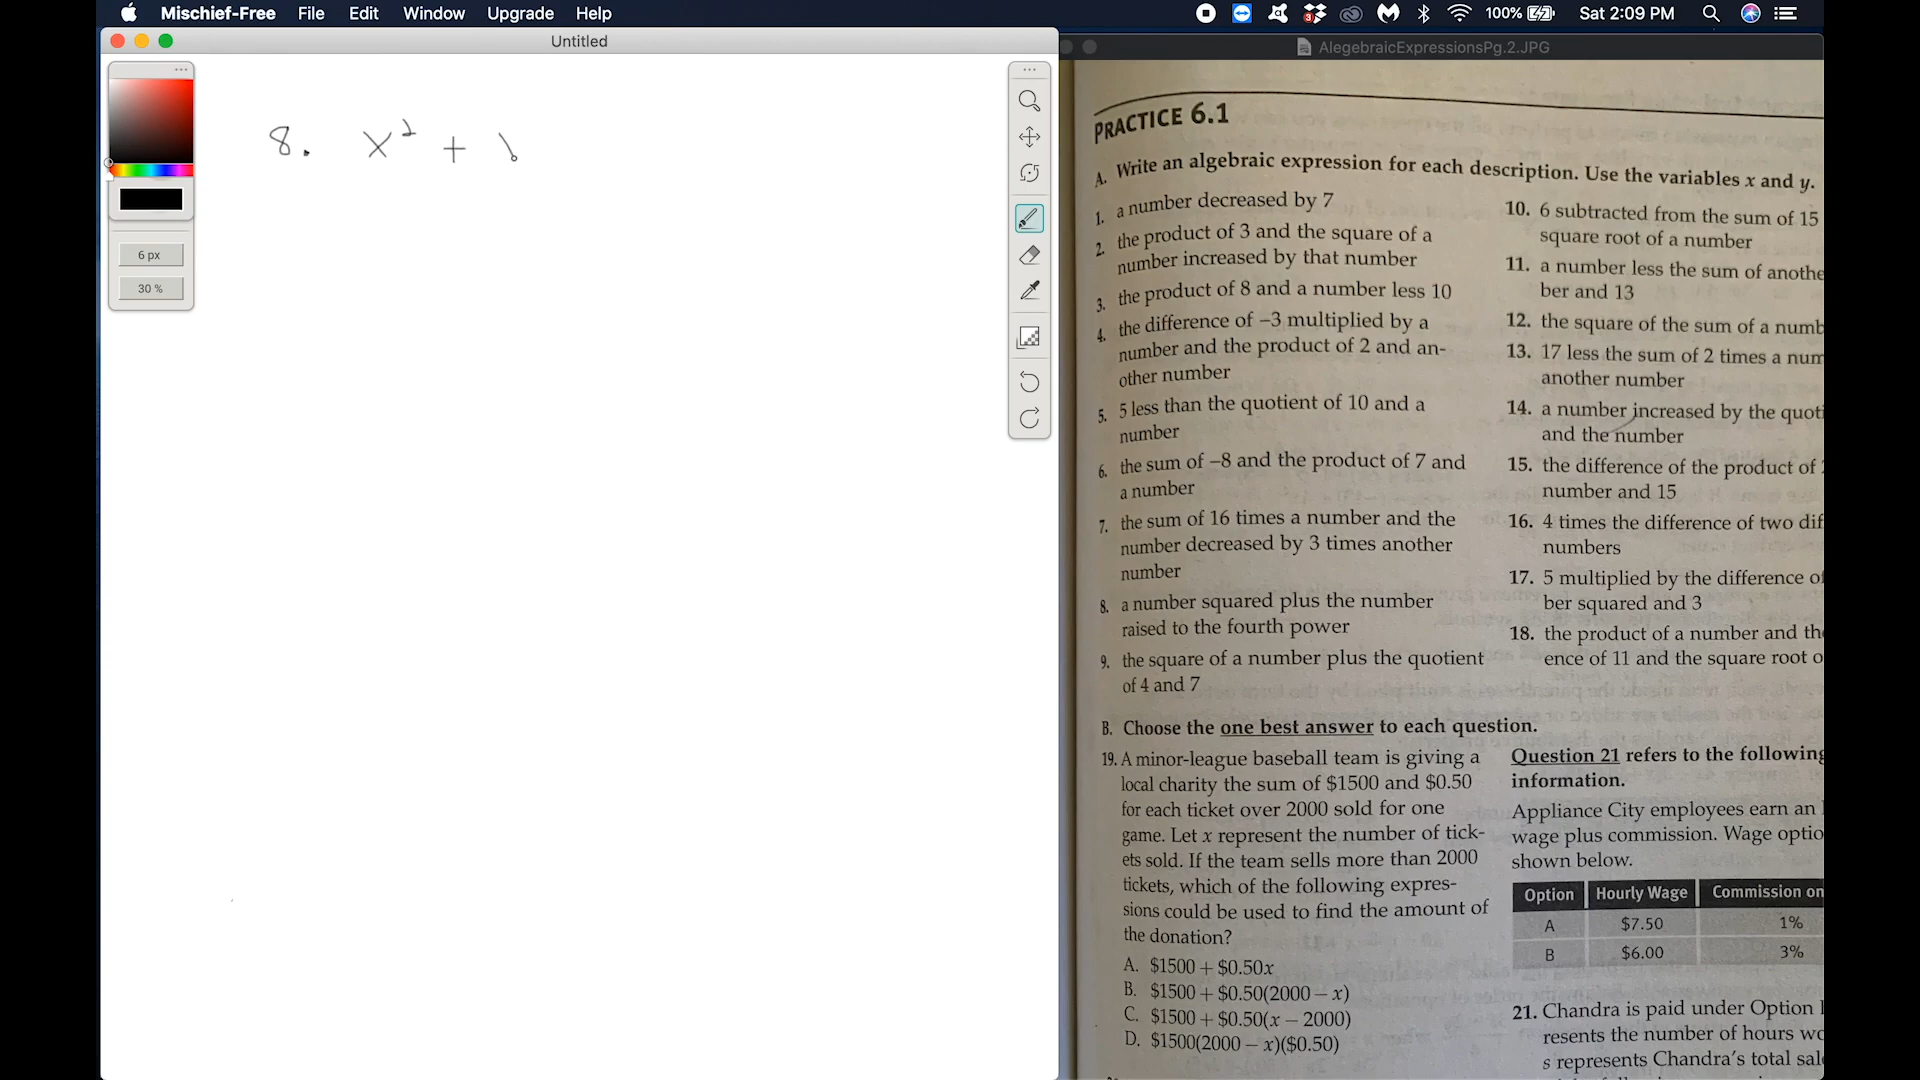 Mischief-Free File Edit Window Upgrade Help
3 100% Sat 2:09 PM
Untitled
AlegebraicExpressionsPg.2.JPG
6 px
30 %
8. x² +
PRACTICE 6.1
A. Write an algebraic expression for each description. Use the variables x and y.
1. a number decreased by 7
2. the product of 3 and the square of a
number increased by that number
3. the product of 8 and a number less 10
4. the difference of –3 multiplied by a
number and the product of 2 and an-
other number
5. 5 less than the quotient of 10 and a
number
6. the sum of –8 and the product of 7 and
a number
7. the sum of 16 times a number and the
number decreased by 3 times another
number
8. a number squared plus the number
raised to the fourth power
9. the square of a number plus the quotient
of 4 and 7
10. 6 subtracted from the sum of 15
square root of a number
11. a number less the sum of anothe
ber and 13
12. the square of the sum of a numb
13. 17 less the sum of 2 times a num
another number
14. a number increased by the quoti
and the number
15. the difference of the product of
number and 15
16. 4 times the difference of two dif
numbers
17. 5 multiplied by the difference of
ber squared and 3
18. the product of a number and the
ence of 11 and the square root o
B. Choose the one best answer to each question.
19. A minor-league baseball team is giving a
local charity the sum of $1500 and $0.50
for each ticket over 2000 sold for one
game. Let x represent the number of tick-
ets sold. If the team sells more than 2000
tickets, which of the following expres-
sions could be used to find the amount of
the donation?
A. $1500 + $0.50x
B. $1500 + $0.50(2000 – x)
C. $1500 + $0.50(x – 2000)
D. $1500(2000 – x)($0.50)
Question 21 refers to the following
information.
Appliance City employees earn an
wage plus commission. Wage optio
shown below.
Option Hourly Wage Commission on
A $7.50 1%
B $6.00 3%
21. Chandra is paid under Option
resents the number of hours wo
s represents Chandra's total sal